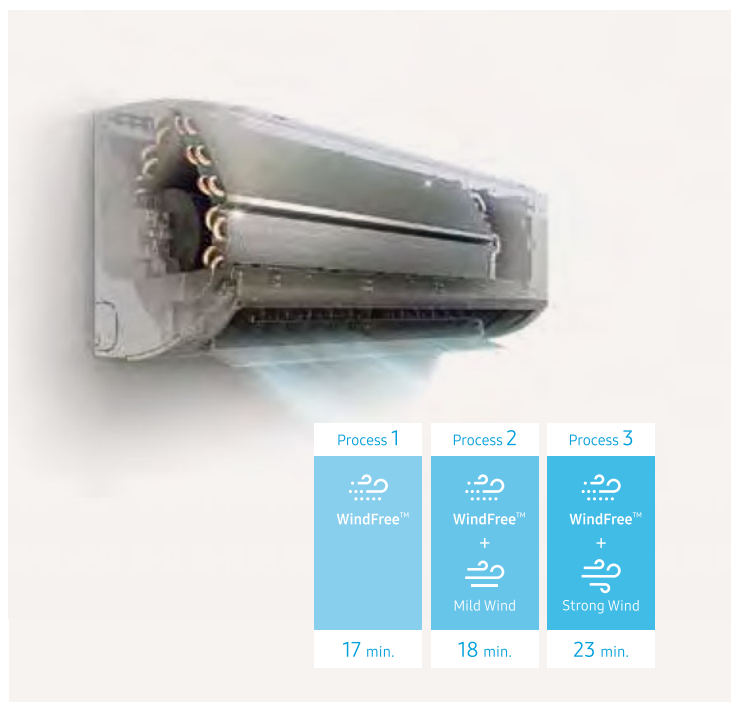 Process 1
WindFree™
17 min.
Process 2
WindFree™
+
Mild Wind
18 min.
Process 3
WindFree™
+
Strong Wind
23 min.